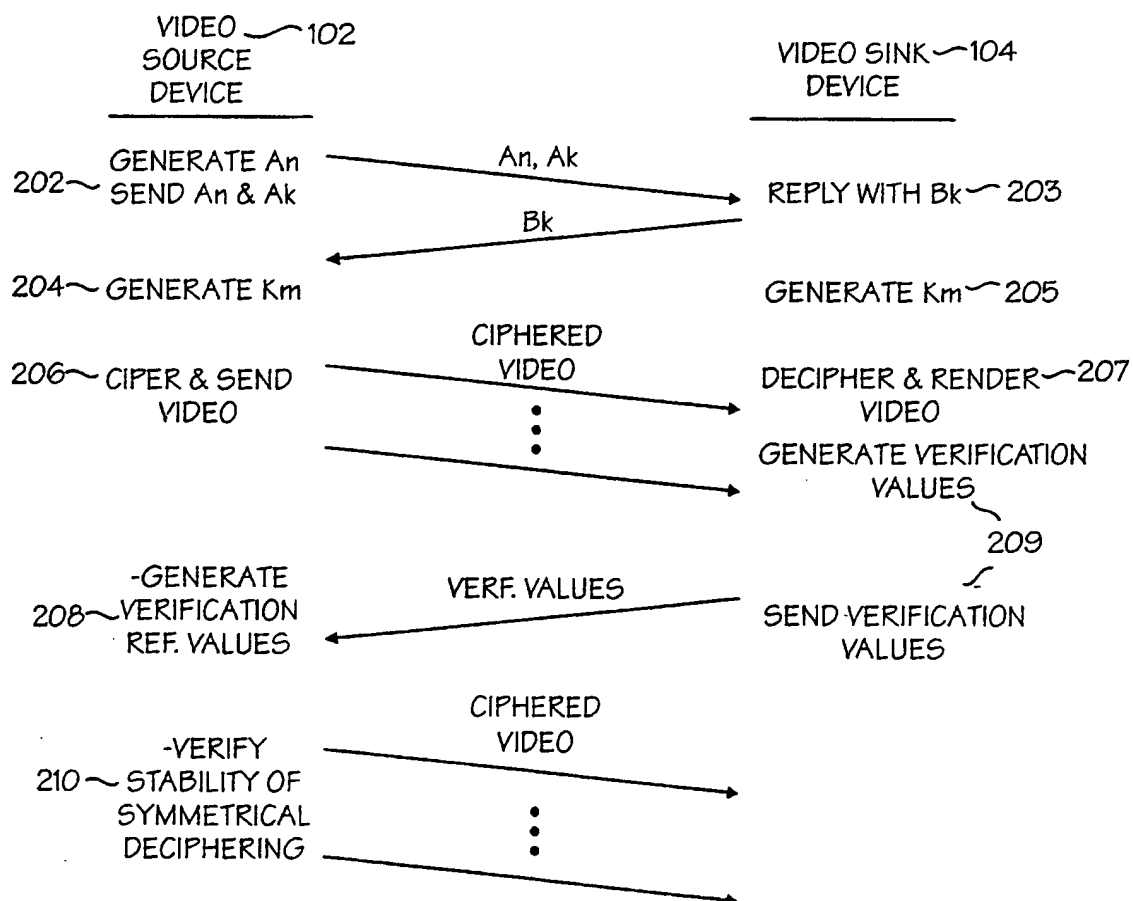 VIDEO 102
SOURCE
DEVICE
VIDEO SINK 104
DEVICE
GENERATE An
202 SEND An & Ak
An, Ak
REPLY WITH Bk 203
Bk
204 GENERATE Km
GENERATE Km 205
CIPHERED
VIDEO
206 CIPER & SEND
VIDEO
DECIPHER & RENDER 207
VIDEO
GENERATE VERIFICATION
VALUES
209
-GENERATE
208 VERIFICATION
REF. VALUES
VERF. VALUES
SEND VERIFICATION
VALUES
CIPHERED
VIDEO
-VERIFY
210 STABILITY OF
SYMMETRICAL
DECIPHERING